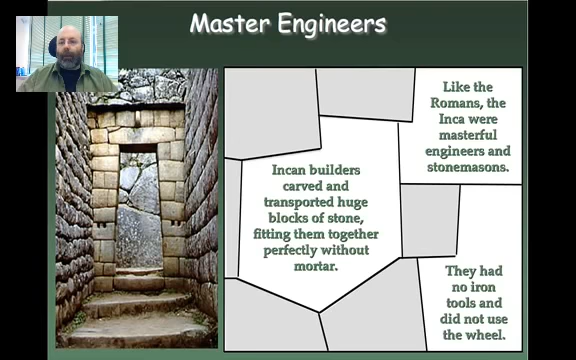 Master Engineers
Like the
Romans, the
Inca were
masterful
engineers and
stonemasons.
Incan builders
carved and
transported huge
blocks of stone,
fitting them together
perfectly without
mortar.
They had
no iron
tools and
did not use
the wheel.